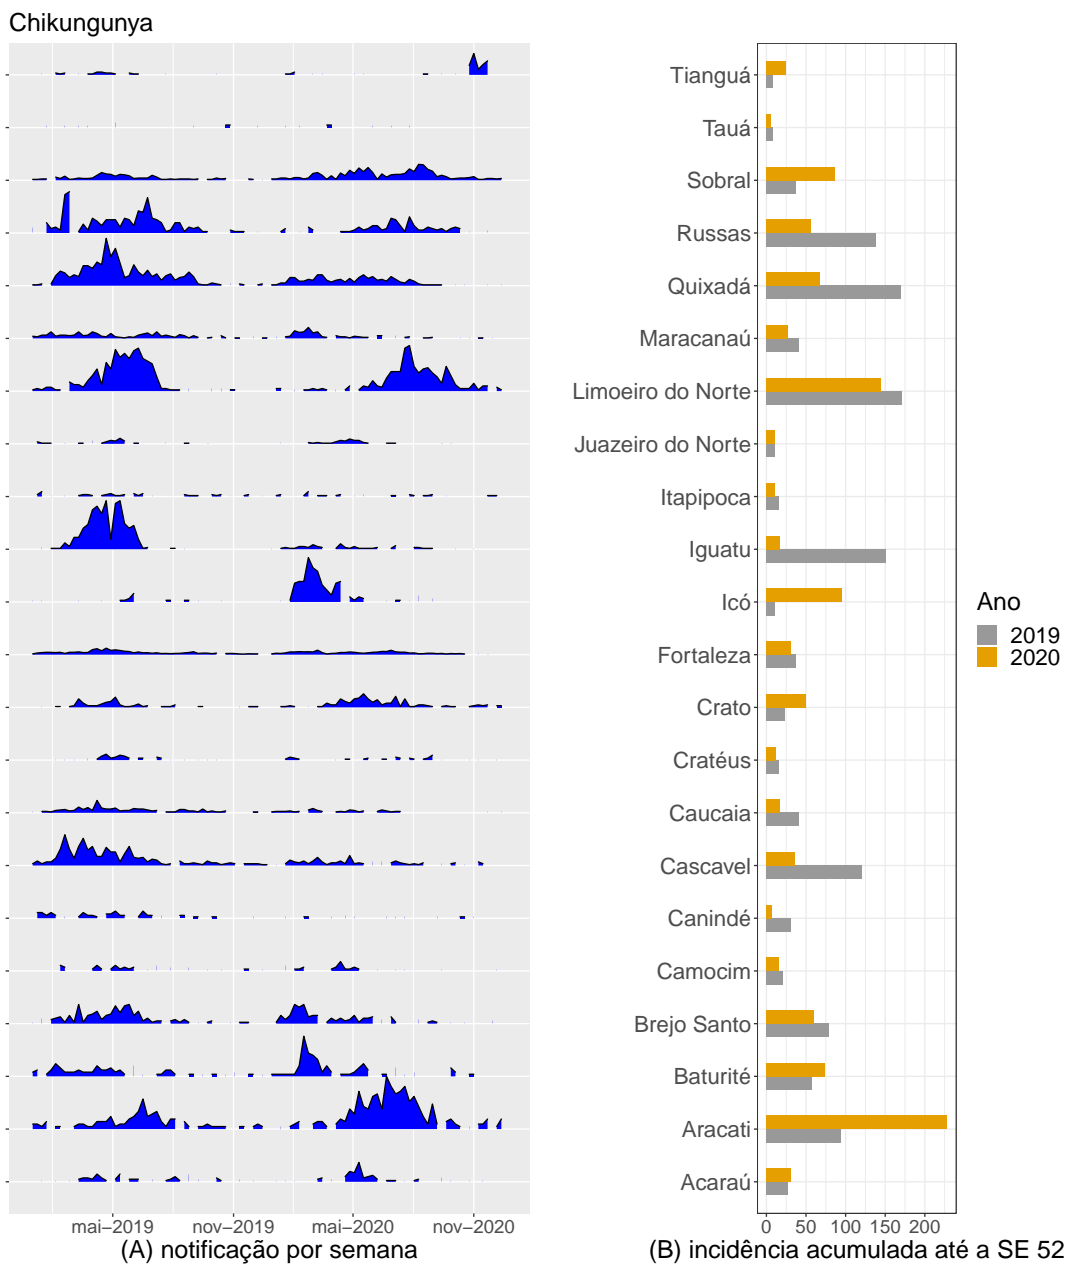 Chikungunya
Tianguá
Tauá
Sobral
Russas
Quixadá
Maracanaú
Limoeiro do Norte
Juazeiro do Norte
Itapipoca
Iguatu
Icó
Fortaleza
Crato
Cratéus
Caucaia
Cascavel
Canindé
Camocim
Brejo Santo
Baturité
Aracati
Acaraú
Ano
2019
2020
mai–2019 nov–2019 mai–2020 nov–2020
0 50 100 150 200
(A) notificação por semana
(B) incidência acumulada até a SE 52